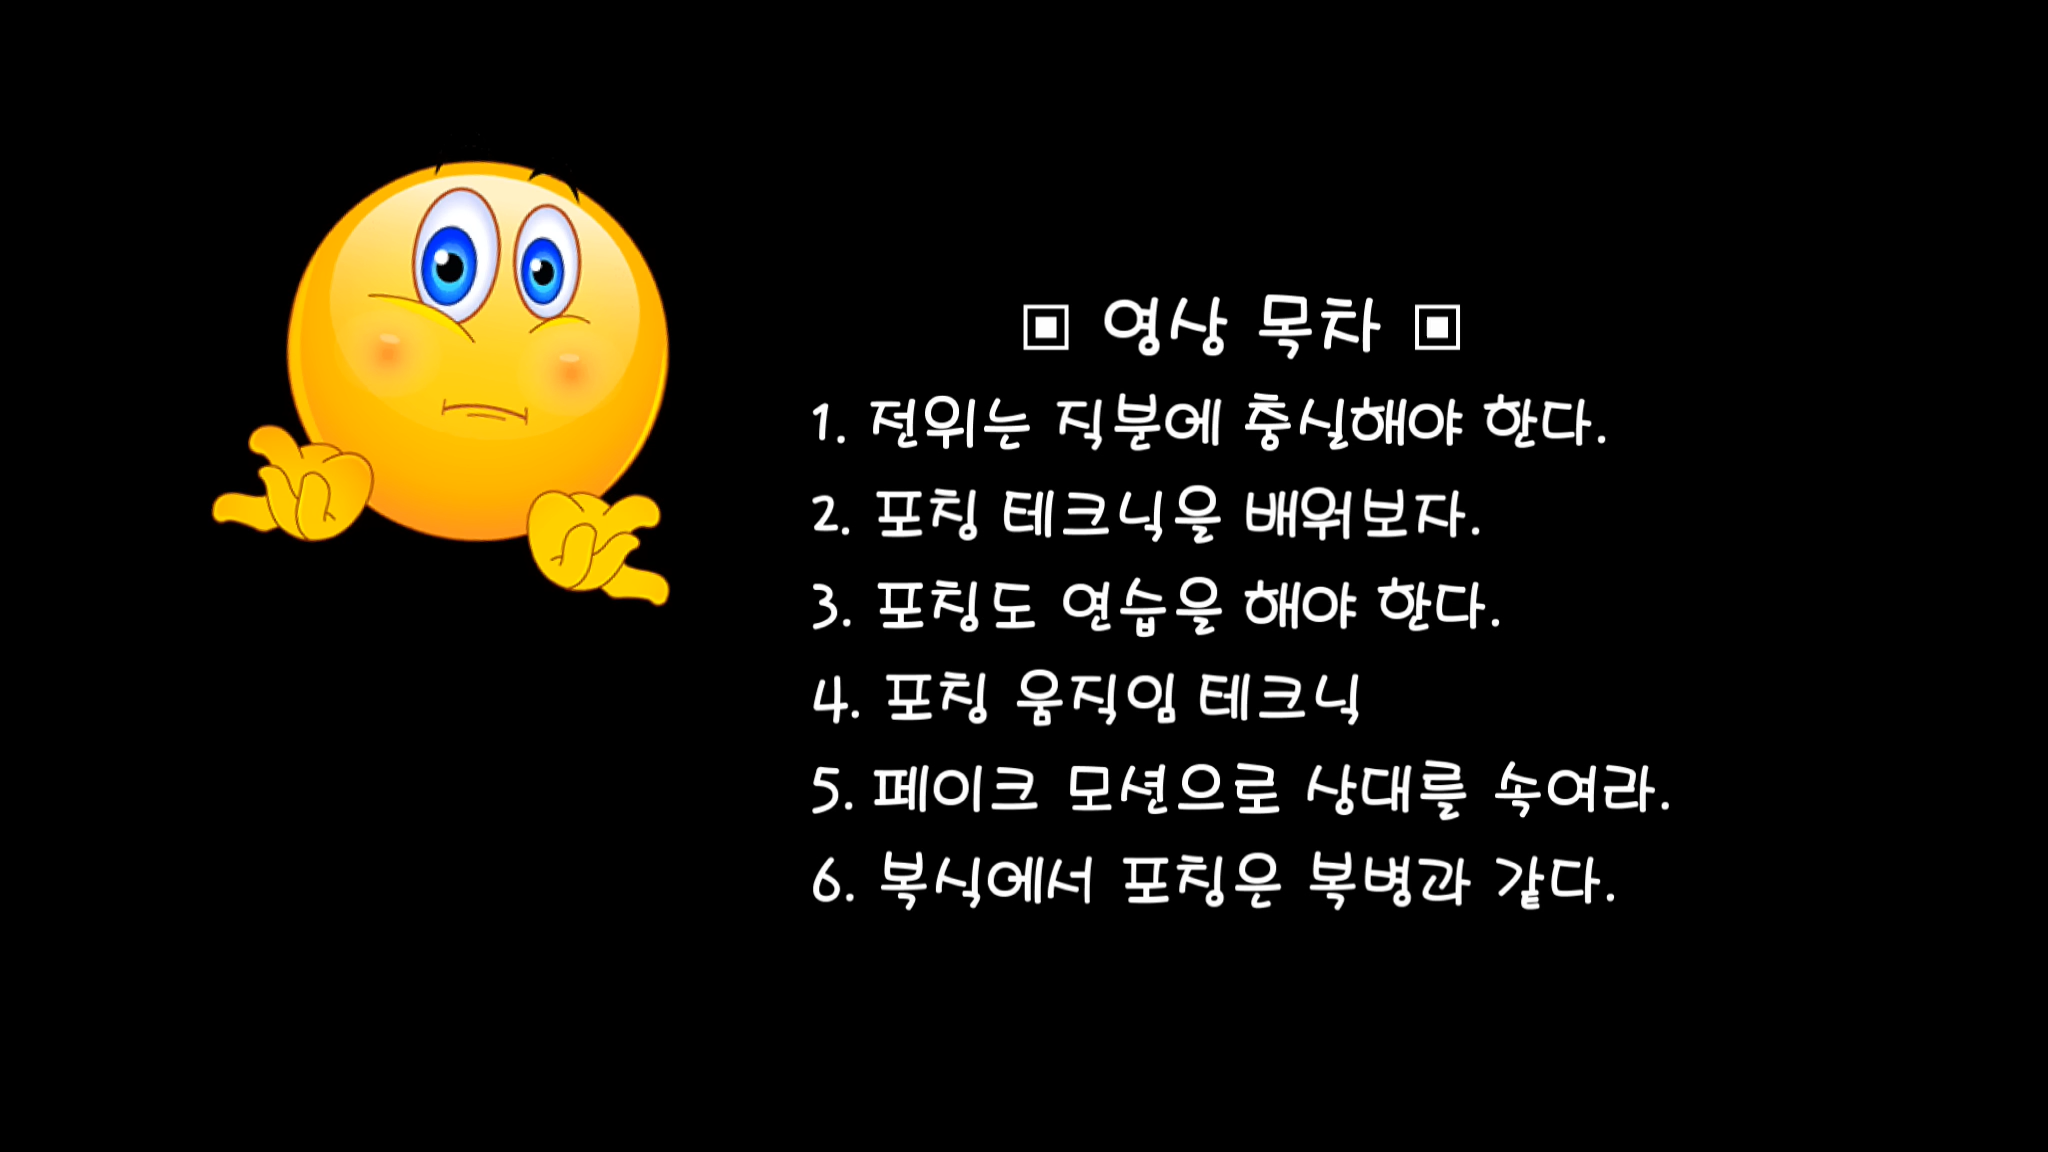 ▣ 영상 목차 ▣
1. 전위는 직분에 충실해야 한다.
2. 포칭 테크닉을 배워보자.
3. 포칭도 연습을 해야 한다.
4. 포칭 움직임 테크닉
5. 페이크 모션으로 상대를 속여라.
6. 복식에서 포칭은 복병과 같다.